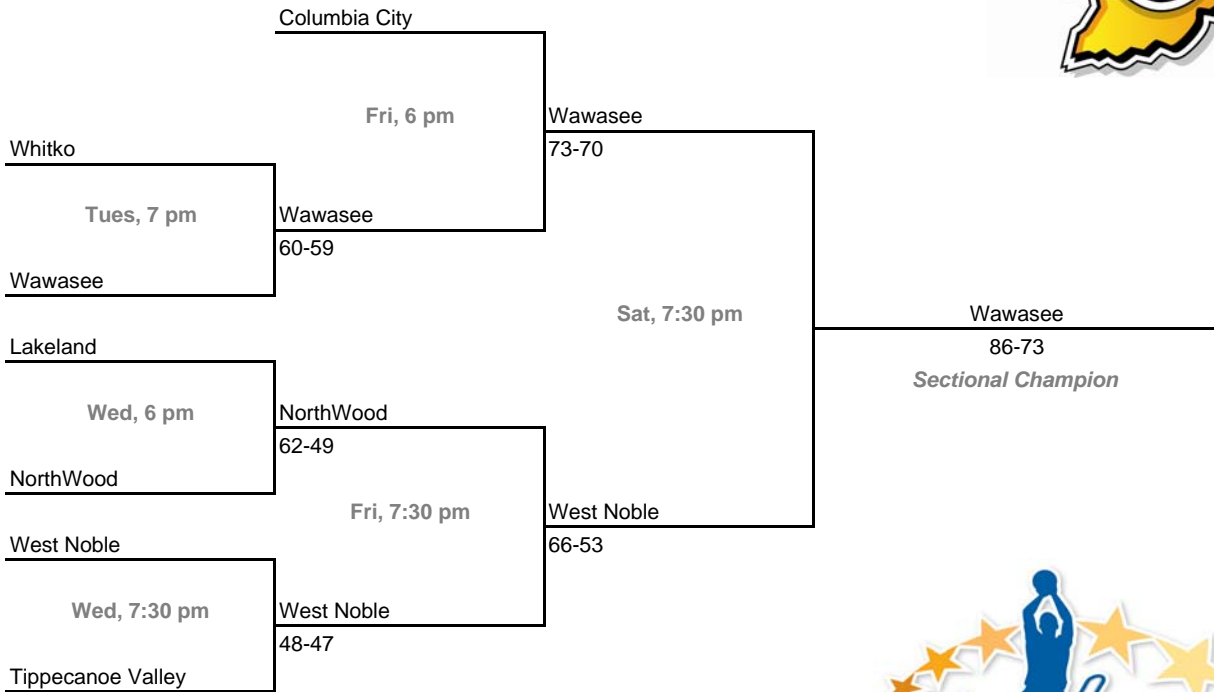 Columbia City
Fri, 6 pm
Wawasee
Whitko
73-70
Tues, 7 pm
Wawasee
60-59
Wawasee
Sat, 7:30 pm
Wawasee
Lakeland
86-73
Sectional Champion
Wed, 6 pm
NorthWood
62-49
NorthWood
Fri, 7:30 pm
West Noble
West Noble
66-53
Wed, 7:30 pm
West Noble
48-47
Tippecanoe Valley